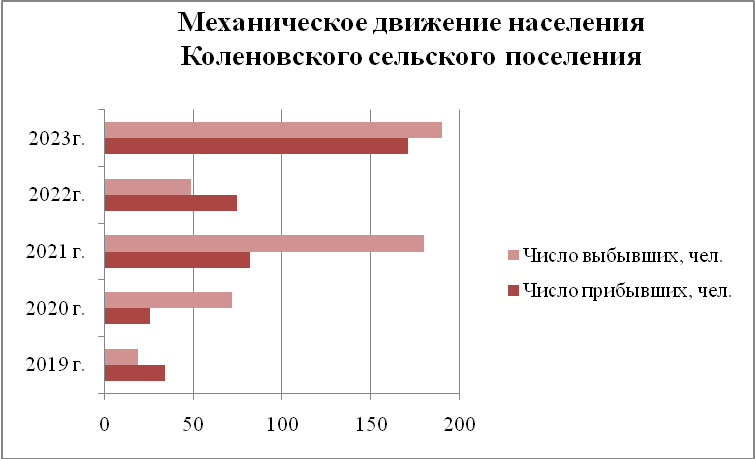 Механическое движение населения
Коленовского сельского поселения
2023г.
2022г.
2021 г.
2020 г.
2019 г.
0 50 100 150 200
Число выбывших, чел.
Число прибывших, чел.